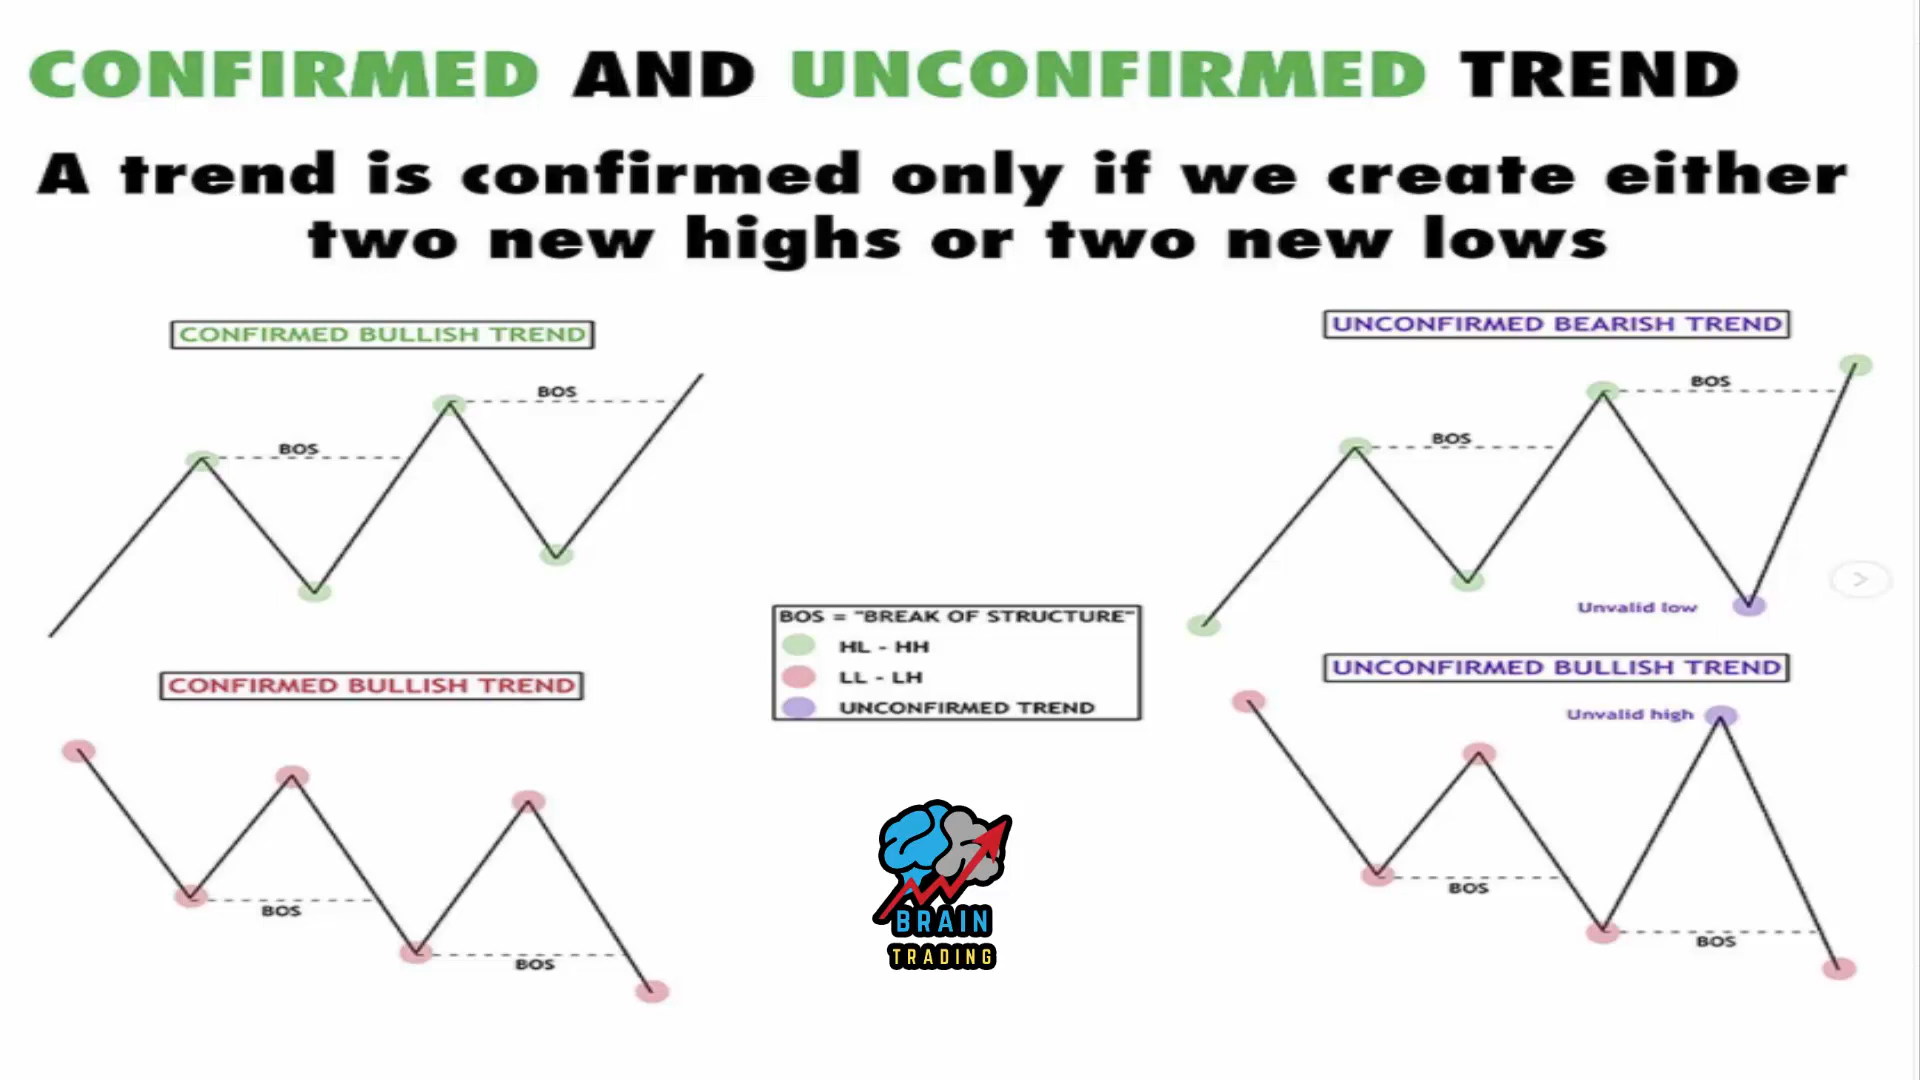 CONFIRMED AND UNCONFIRMED TREND
A trend is confirmed only if we create either
two new highs or two new lows
CONFIRMED BULLISH TREND
BOS
BOS
UNCONFIRMED BEARISH TREND
BOS
BOS
Unvalid low
BOS = "BREAK OF STRUCTURE"
HL - HH
LL - LH
UNCONFIRMED TREND
CONFIRMED BULLISH TREND
BOS
BOS
UNCONFIRMED BULLISH TREND
Unvalid high
BOS
BOS
BRAIN
TRADING